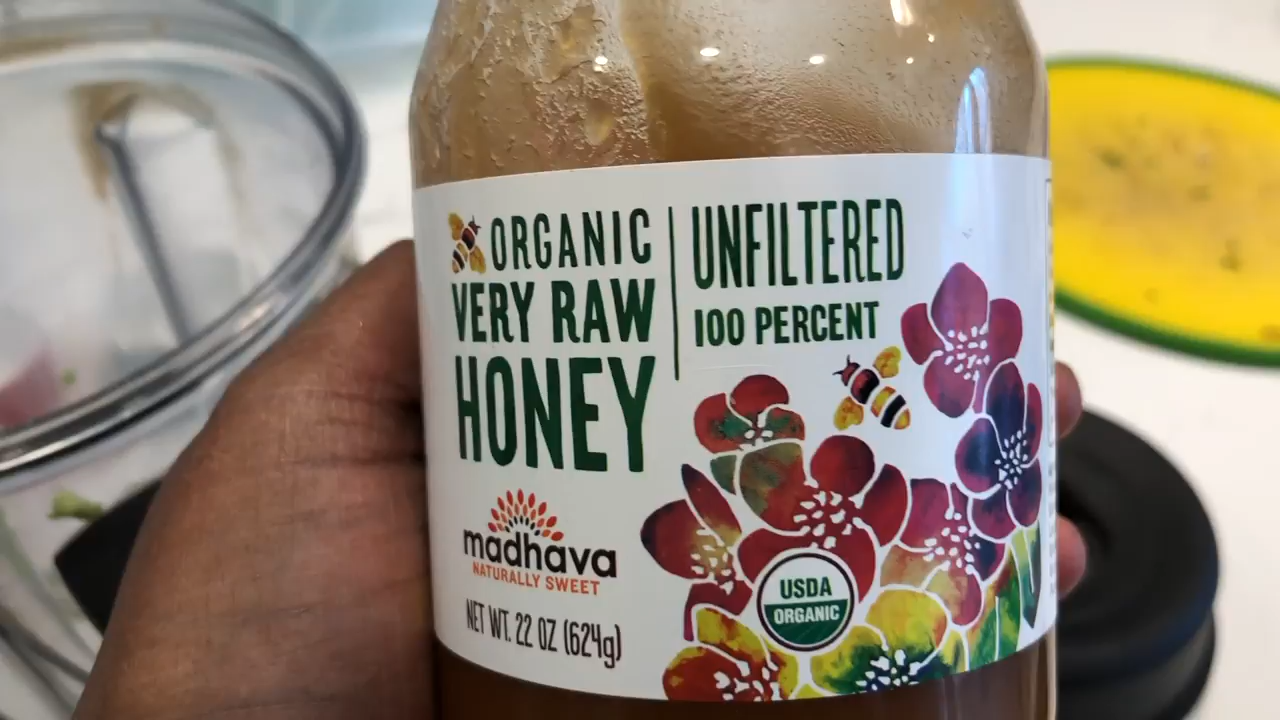 ORGANIC
VERY RAW
HONEY
UNFILTERED
100 PERCENT
madhava
NATURALLY SWEET
NET WT. 22 OZ (624g)
USDA
ORGANIC